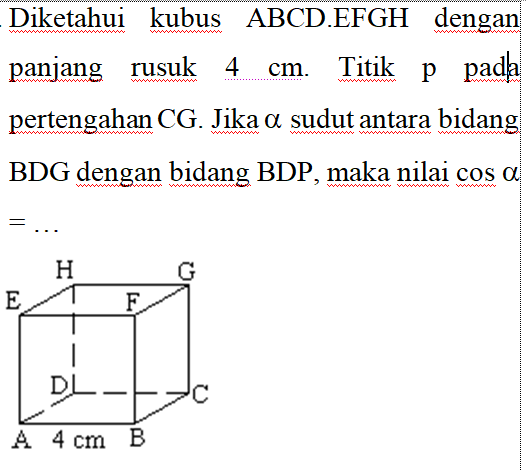 . Diketahui kubus ABCD.EFGH dengan
panjang rusuk 4 cm. Titik p pada
pertengahan CG. Jika α sudut antara bidang
BDG dengan bidang BDP, maka nilai cos α
= …
H G
E F
D C
A 4 cm B